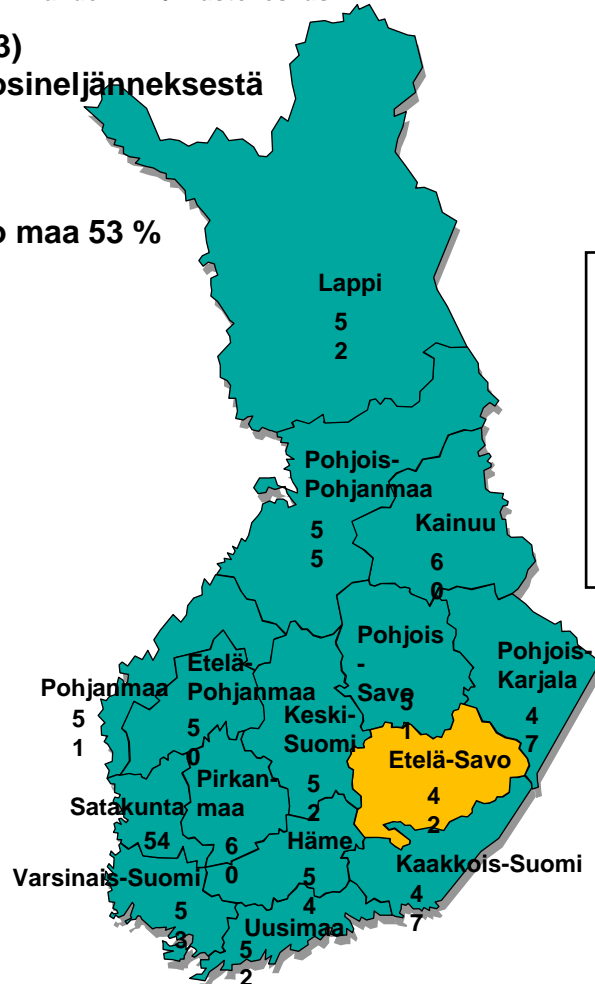 3)
osineljänneksestä
o maa 53 %
Lappi
5
2
Pohjois-
Pohjanmaa
5
5
Kainuu
6
0
Pohjois
-
Savo
5
1
Pohjois-
Karjala
4
7
Etelä-
Pohjanmaa
5
0
Pohjanmaa
5
1
Keski-
Suomi
5
2
Etelä-Savo
4
2
Pirkan-
maa
6
0
Satakunta
54
Häme
5
4
Kaakkois-Suomi
4
7
Varsinais-Suomi
5
3
Uusimaa
5
2